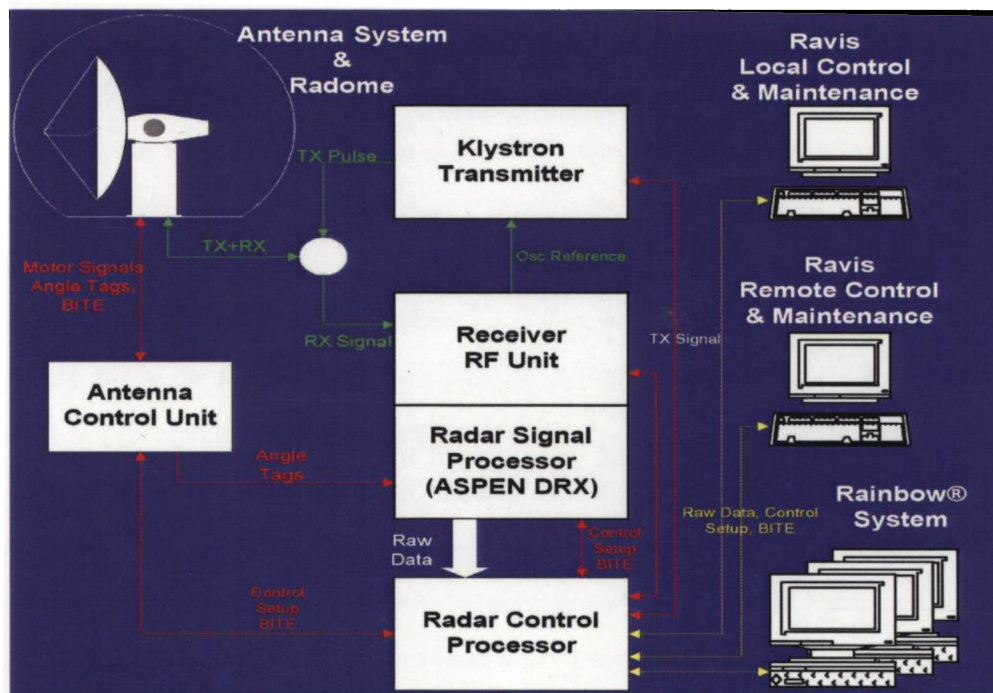 Antenna System
&
Radome
Ravis
Local Control
& Maintenance
Klystron
Transmitter
TX Pulse
TX+RX
Osc Reference
Motor Signals
Angle Tags,
BITE
RX Signal
Receiver
RF Unit
TX Signal
Ravis
Remote Control
& Maintenance
Antenna
Control Unit
Angle
Tags
Radar Signal
Processor
(ASPEN DRX)
Raw
Data
Control
Setup
BITE
Raw Data, Control
Setup, BITE
Rainbow®
System
Control
Setup
BITE
Radar Control
Processor